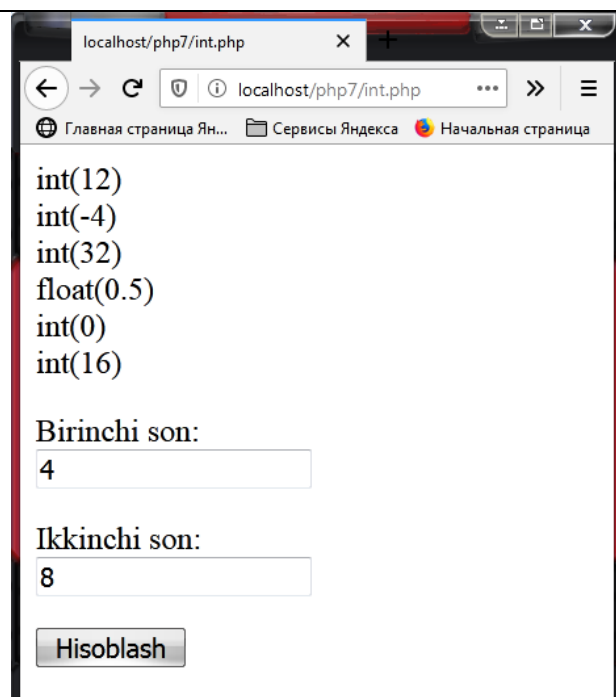 localhost/php7/int.php
localhost/php7/int.php
Главная страница Ян... Сервисы Яндекса Начальная страница
int(12)
int(-4)
int(32)
float(0.5)
int(0)
int(16)
Birinchi son:
4
Ikkinchi son:
8
Hisoblash